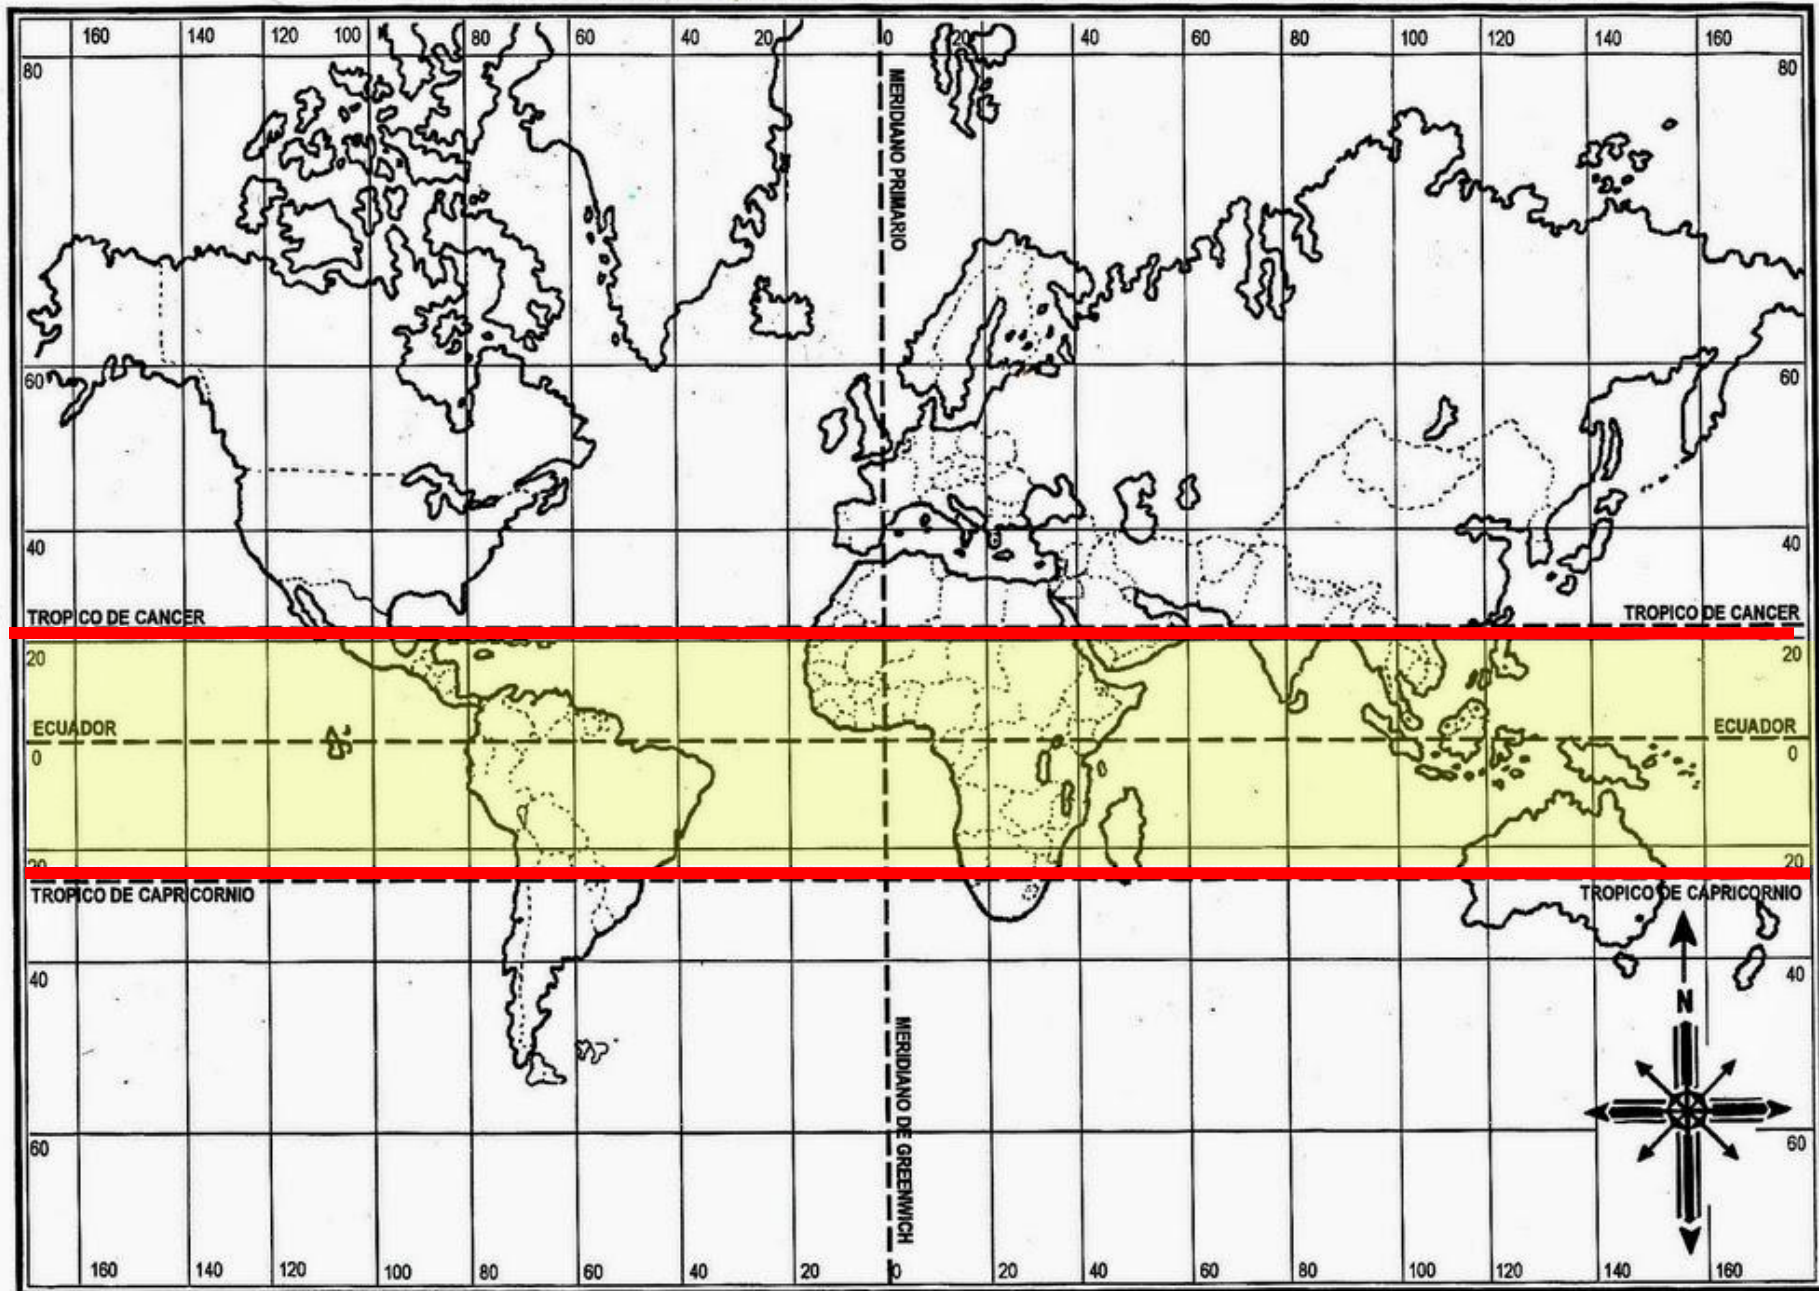 160 140 120 100 80 60 40 20 0 20 40 60 80 100 120 140 160
80 80
MERIDIANO PRIMARIO
60 60
40 40
TROPICO DE CANCER TROPICO DE CANCER
20 20
ECUADOR ECUADOR
0 0
20 20
TROPICO DE CAPRICORNIO TROPICO DE CAPRICORNIO
40 40
N
MERIDIANO DE GREENWICH
60 60
160 140 120 100 80 60 40 20 0 20 40 60 80 100 120 140 160